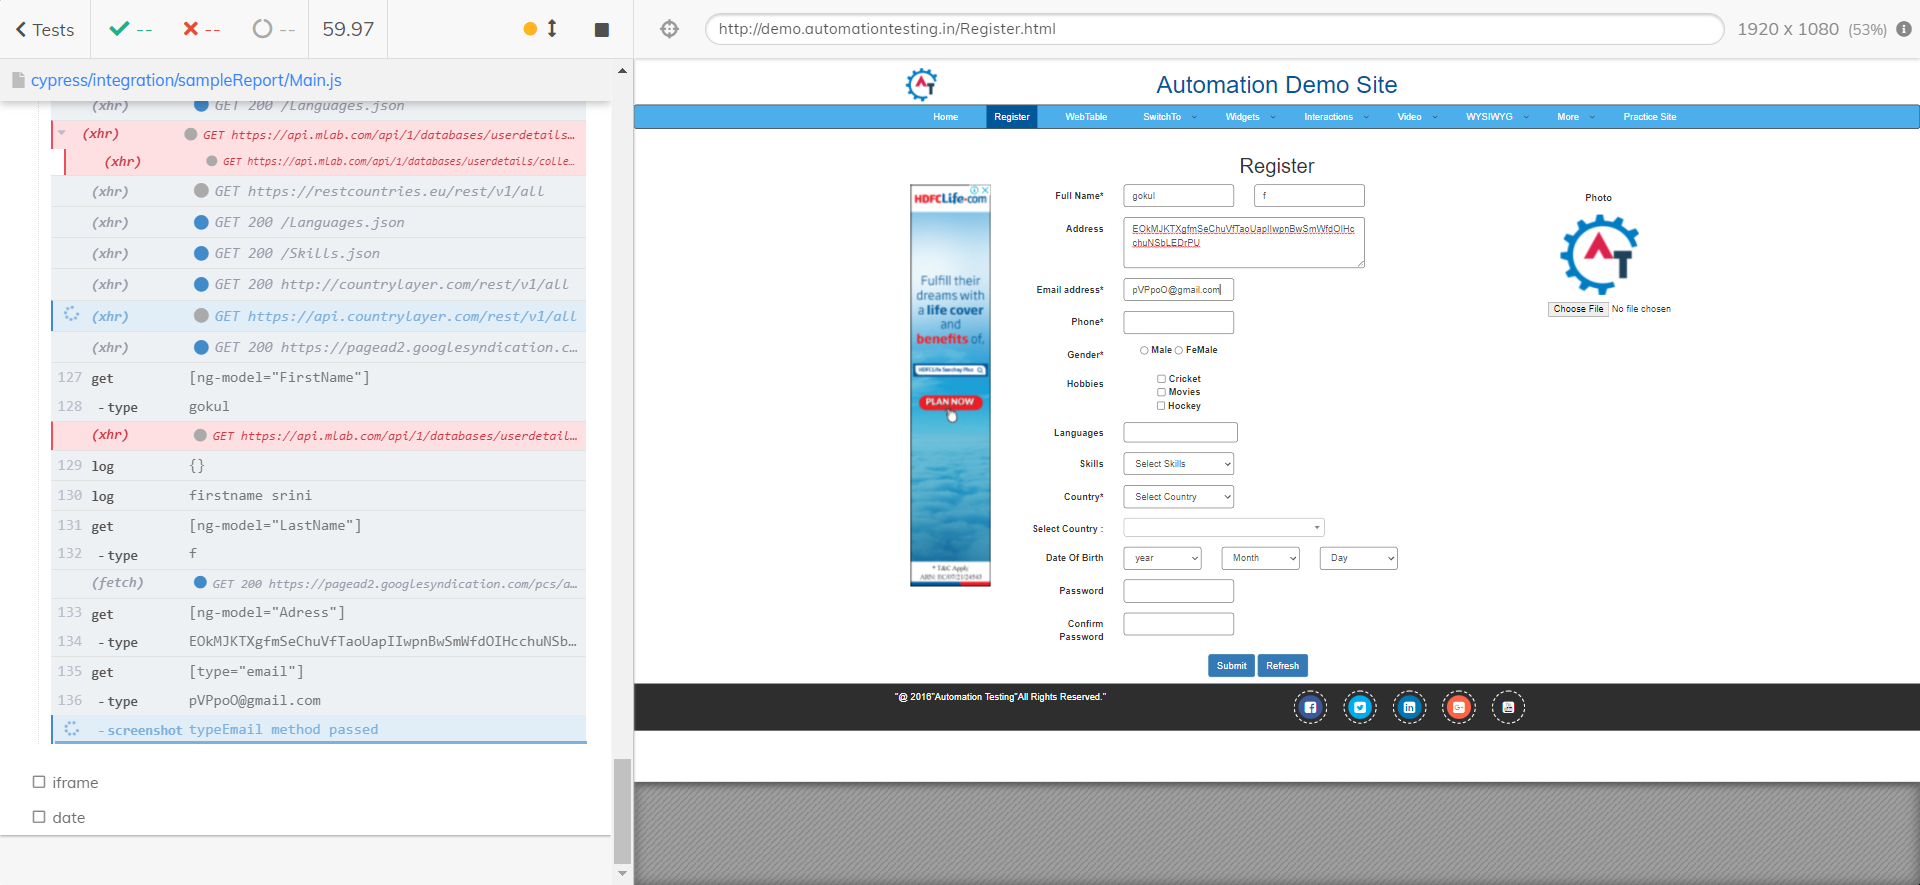 Tests
--
--
--
59.97
http://demo.automationtesting.in/Register.html
1920 x 1080 (53%)
cypress/integration/sampleReport/Main.js
(xhr) GET 200 /Languages.json
(xhr) GET https://api.mlab.com/api/1/databases/userdetails...
(xhr) GET https://api.mlab.com/api/1/databases/userdetails/colle...
(xhr) GET https://restcountries.eu/rest/v1/all
(xhr) GET 200 /Languages.json
(xhr) GET 200 /Skills.json
(xhr) GET 200 http://countrylayer.com/rest/v1/all
(xhr) GET https://api.countrylayer.com/rest/v1/all
(xhr) GET 200 https://pagead2.googlesyndication.c...
127 get [ng-model="FirstName"]
128 - type gokul
(xhr) GET https://api.mlab.com/api/1/databases/userdetail...
129 log {}
130 log firstname srini
131 get [ng-model="LastName"]
132 - type f
(fetch) GET 200 https://pagead2.googlesyndication.com/pcs/a...
133 get [ng-model="Adress"]
134 - type EOkMJKTXgfmSeChuVfTaoUapIIwpnBwSmWfdOIHcchuNSb...
135 get [type="email"]
136 - type pVPpoO@gmail.com
- screenshot typeEmail method passed
iframe
date
AT
Automation Demo Site
Home Register WebTable SwitchTo Widgets Interactions Video WYSIWYG More Practice Site
Register
HDFCLife.com
Fulfill their
dreams with
a life cover
and
benefits of.
HDFCLife Sanchay Plus
PLAN NOW
* T&C Apply
Full Name* gokul f
Address EOkMJKTXgfmSeChuVfTaoUapIIwpnBwSmWfdOIHc
chuNSbLEDrPU
Email address* pVPpoO@gmail.com
Phone*
Gender* Male FeMale
Hobbies Cricket
Movies
Hockey
Languages
Skills Select Skills
Country* Select Country
Select Country :
Date Of Birth year Month Day
Password
Confirm
Password
Submit Refresh
Photo
AT
Choose File No file chosen
"@ 2016"Automation Testing"All Rights Reserved."